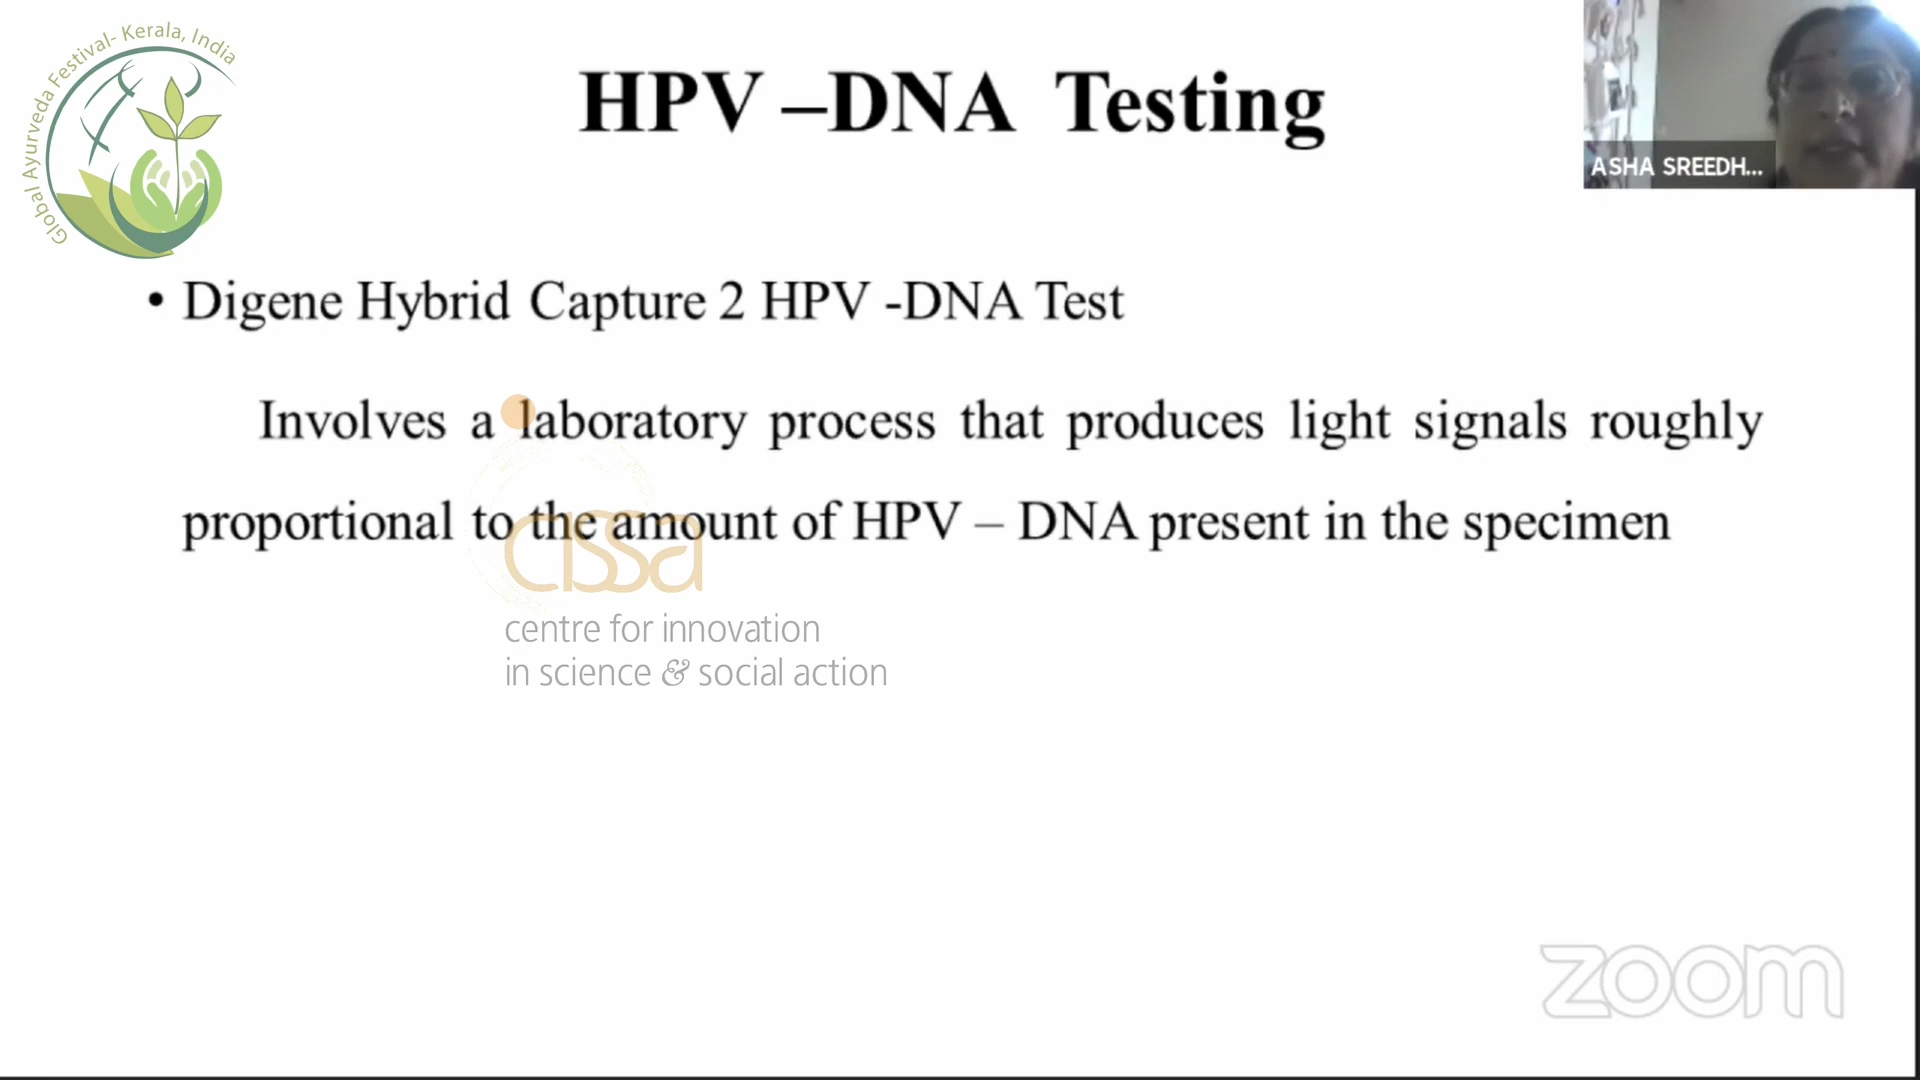 Global Ayurveda Festival- Kerala, India
HPV –DNA Testing
ASHA SREEDH...
• Digene Hybrid Capture 2 HPV -DNA Test
Involves a laboratory process that produces light signals roughly
proportional to the amount of HPV – DNA present in the specimen
cissa
centre for innovation
in science & social action
zoom